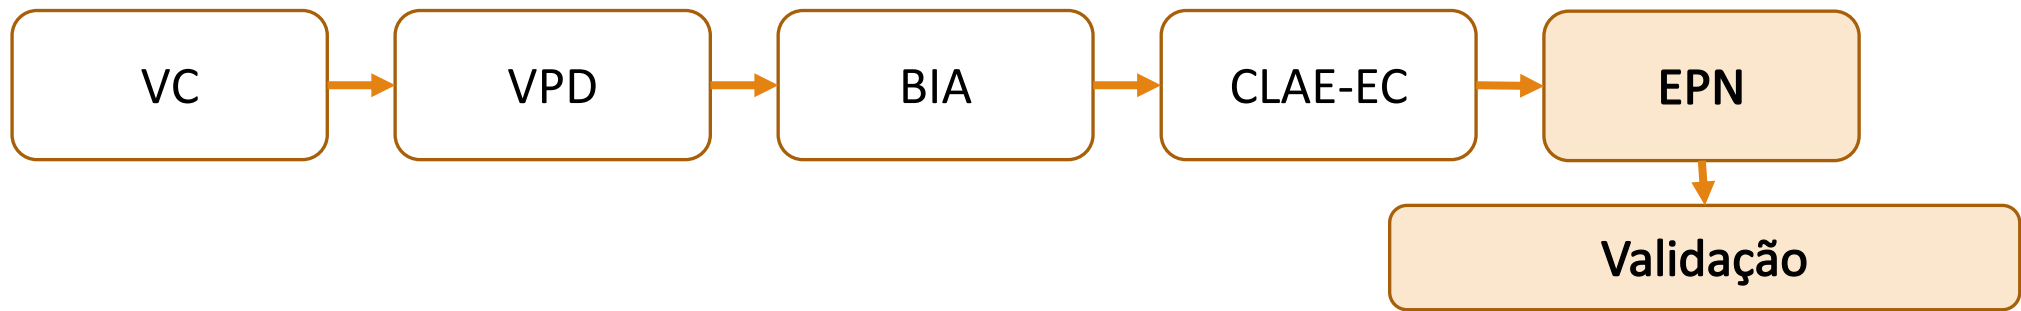 VC
VPD
BIA
CLAE-EC
EPN
Validação